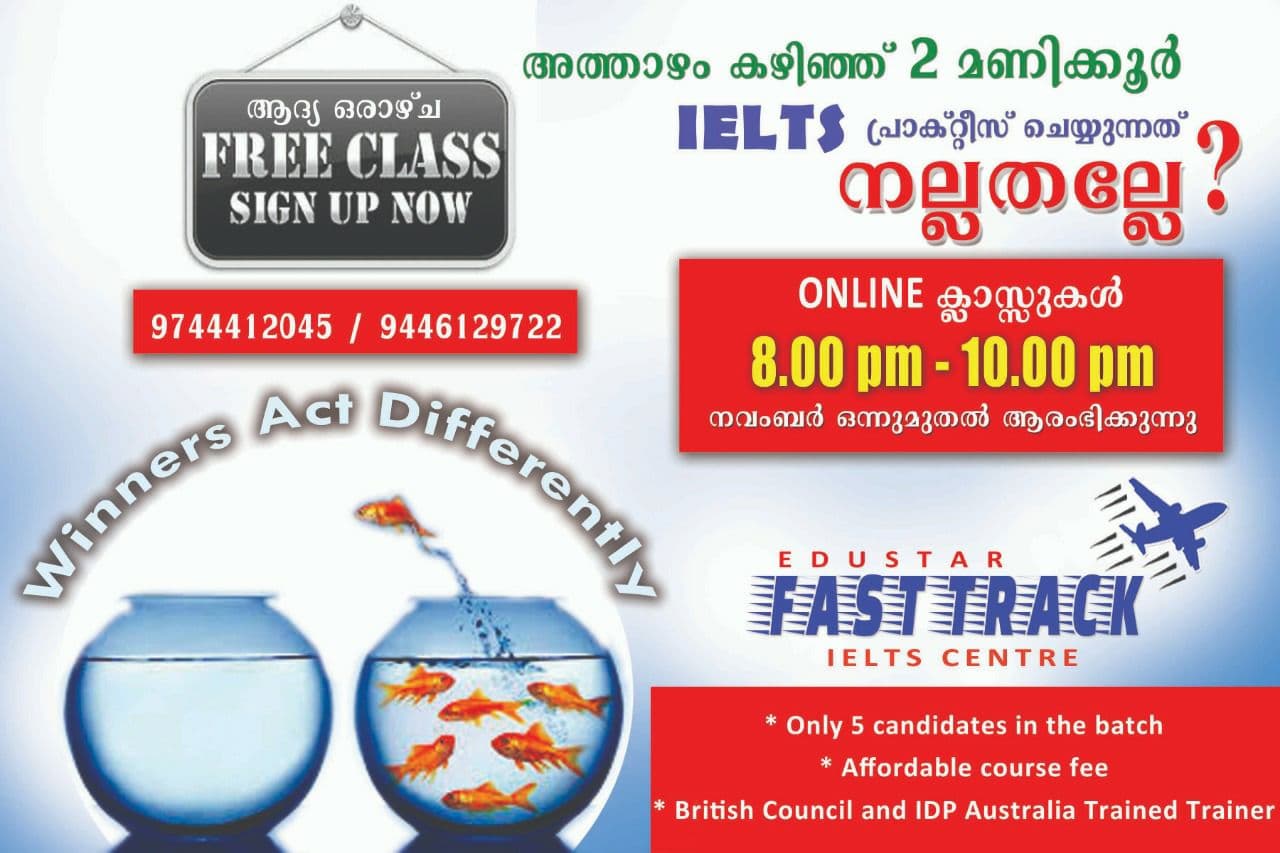 ആദ്യ ഒരാഴ്ച
FREE CLASS
SIGN UP NOW
9744412045 / 9446129722
അത്താഴം കഴിഞ്ഞ് 2 മണിക്കൂർ
IELTS പ്രാക്റ്റീസ് ചെയ്യുന്നത്
നല്ലതല്ലേ?
ONLINE ക്ലാസ്സുകൾ
8.00 pm - 10.00 pm
നവംബർ ഒന്നുമുതൽ ആരംഭിക്കുന്നു
Winners Act Differently
EDUSTAR
FAST TRACK
IELTS CENTRE
* Only 5 candidates in the batch
* Affordable course fee
* British Council and IDP Australia Trained Trainer